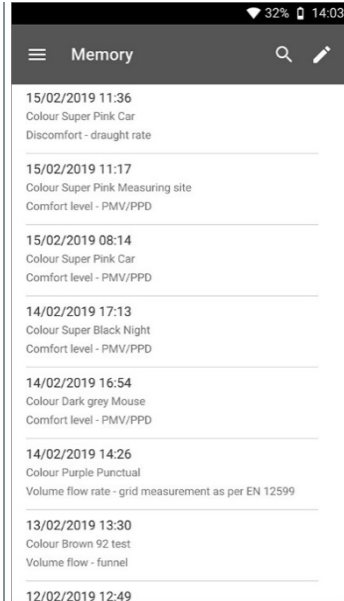 32% 14:03
Memory
15/02/2019 11:36
Colour Super Pink Car
Discomfort - draught rate
15/02/2019 11:17
Colour Super Pink Measuring site
Comfort level - PMV/PPD
15/02/2019 08:14
Colour Super Pink Car
Comfort level - PMV/PPD
14/02/2019 17:13
Colour Super Black Night
Comfort level - PMV/PPD
14/02/2019 16:54
Colour Dark grey Mouse
Comfort level - PMV/PPD
14/02/2019 14:26
Colour Purple Punctual
Volume flow rate - grid measurement as per EN 12599
13/02/2019 13:30
Colour Brown 92 test
Volume flow - funnel
12/02/2019 12:49